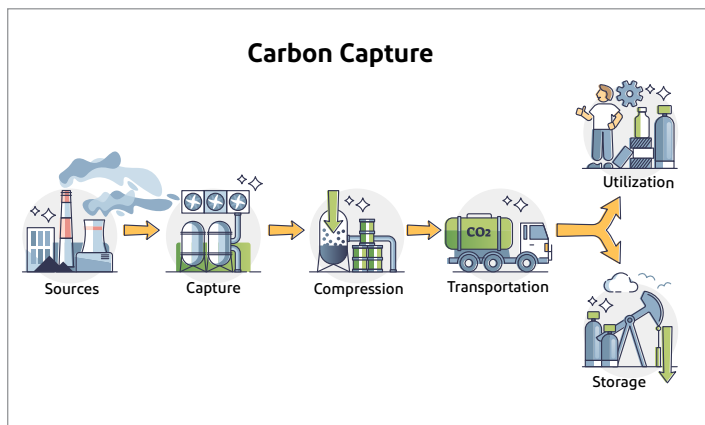 Carbon Capture
Sources
Capture
Compression
CO₂
Transportation
Utilization
Storage